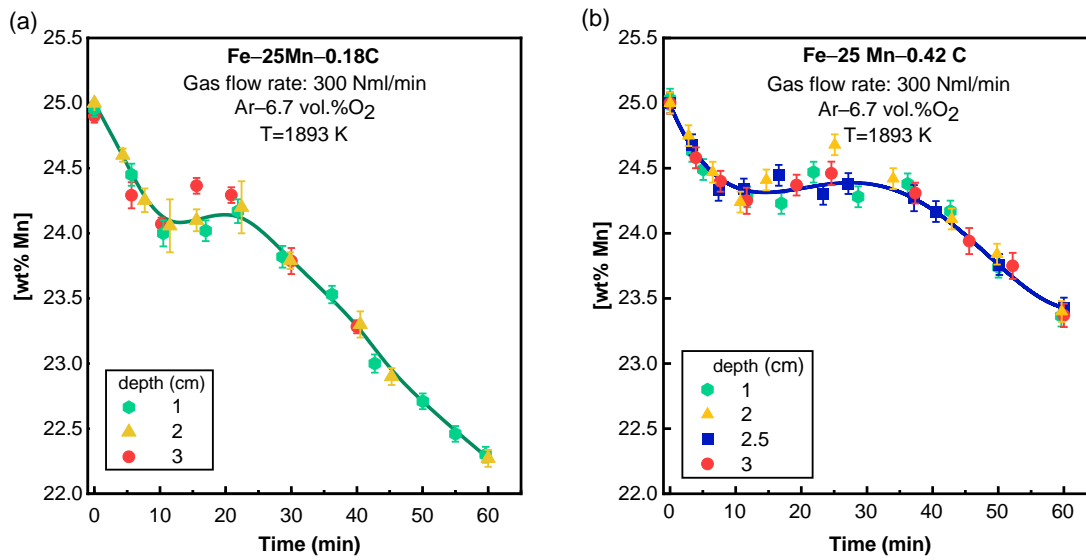 (a)
Fe–25Mn–0.18C
Gas flow rate: 300 Nml/min
Ar–6.7 vol.%O2
T=1893 K
[wt% Mn]
25.5
25.0
24.5
24.0
23.5
23.0
22.5
22.0
depth (cm)
1
2
3
0 10 20 30 40 50 60
Time (min)
(b)
Fe–25 Mn–0.42 C
Gas flow rate: 300 Nml/min
Ar–6.7 vol.%O2
T=1893 K
[wt% Mn]
25.5
25.0
24.5
24.0
23.5
23.0
22.5
22.0
depth (cm)
1
2
2.5
3
0 10 20 30 40 50 60
Time (min)